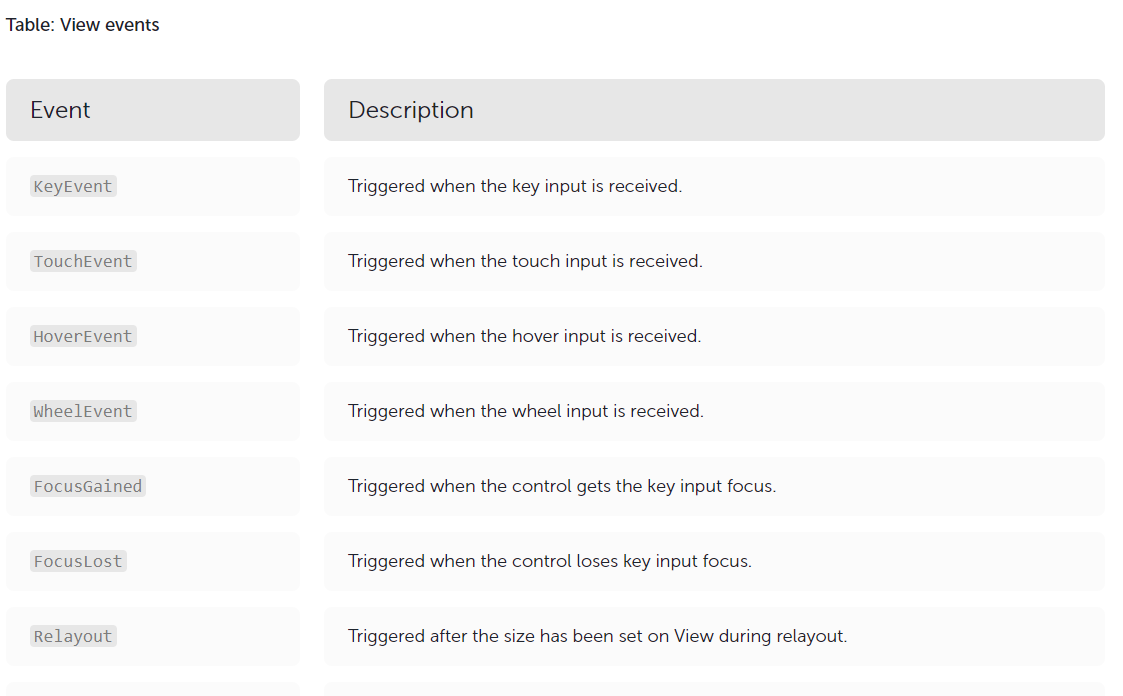 Table: View events
Event Description
KeyEvent Triggered when the key input is received.
TouchEvent Triggered when the touch input is received.
HoverEvent Triggered when the hover input is received.
WheelEvent Triggered when the wheel input is received.
FocusGained Triggered when the control gets the key input focus.
FocusLost Triggered when the control loses key input focus.
Relayout Triggered after the size has been set on View during relayout.